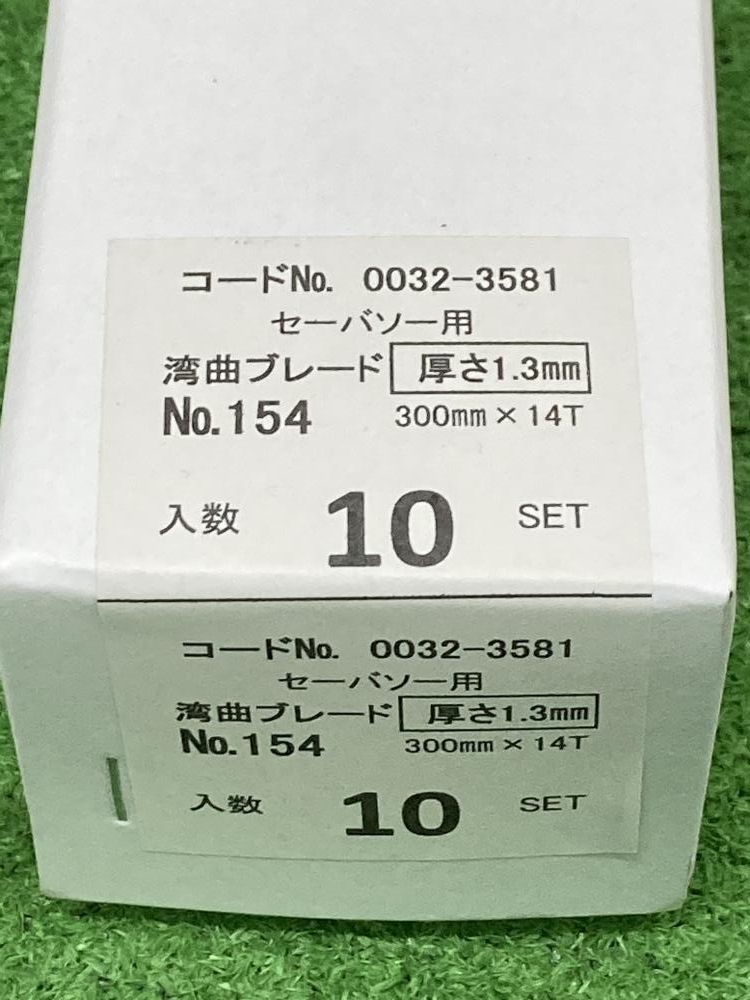 コードNo. 0032-3581
セーバソー用
湾曲ブレード 厚さ1.3mm
No.154 300mm×14T
入数 10 SET
コードNo. 0032-3581
セーバソー用
湾曲ブレード 厚さ1.3mm
No.154 300mm×14T
入数 10 SET